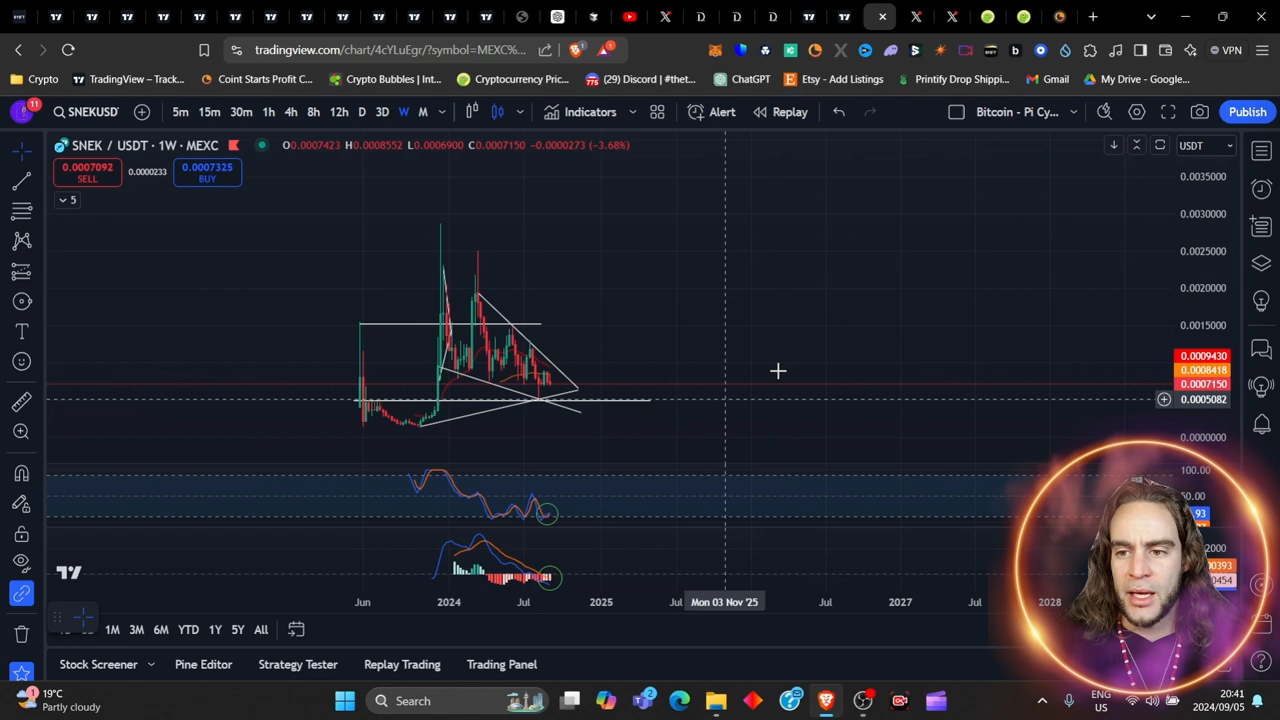 tradingview.com/chart/4cYLuEgr/?symbol=MEXC%...
VPN
Crypto
TradingView – Track...
Coint Starts Profit C...
Crypto Bubbles | Int...
Cryptocurrency Pric...
(29) Discord | #thet...
ChatGPT
Etsy - Add Listings
Printify Drop Shippin...
Gmail
My Drive - Google...
11
SNEKUSD
5m
15m
30m
1h
4h
8h
12h
D
3D
W
M
Indicators
Alert
Replay
Bitcoin - Pi Cy...
Publish
SNEK / USDT · 1W · MEXC
O0.0007423 H0.0008552 L0.0006900 C0.0007150 −0.0000273 (−3.68%)
USDT
0.0007092
SELL
0.0000233
0.0007325
BUY
5
0.0035000
0.0030000
0.0025000
0.0020000
0.0015000
0.0009430
0.0008418
0.0007150
0.0005082
0.0000000
100.00
Jun
2024
Jul
2025
Jul
Mon 03 Nov '25
Jul
2027
Jul
2028
1M
3M
6M
YTD
1Y
5Y
All
Stock Screener
Pine Editor
Strategy Tester
Replay Trading
Trading Panel
19°C
Partly cloudy
Search
ENG
US
20:41
2024/09/05